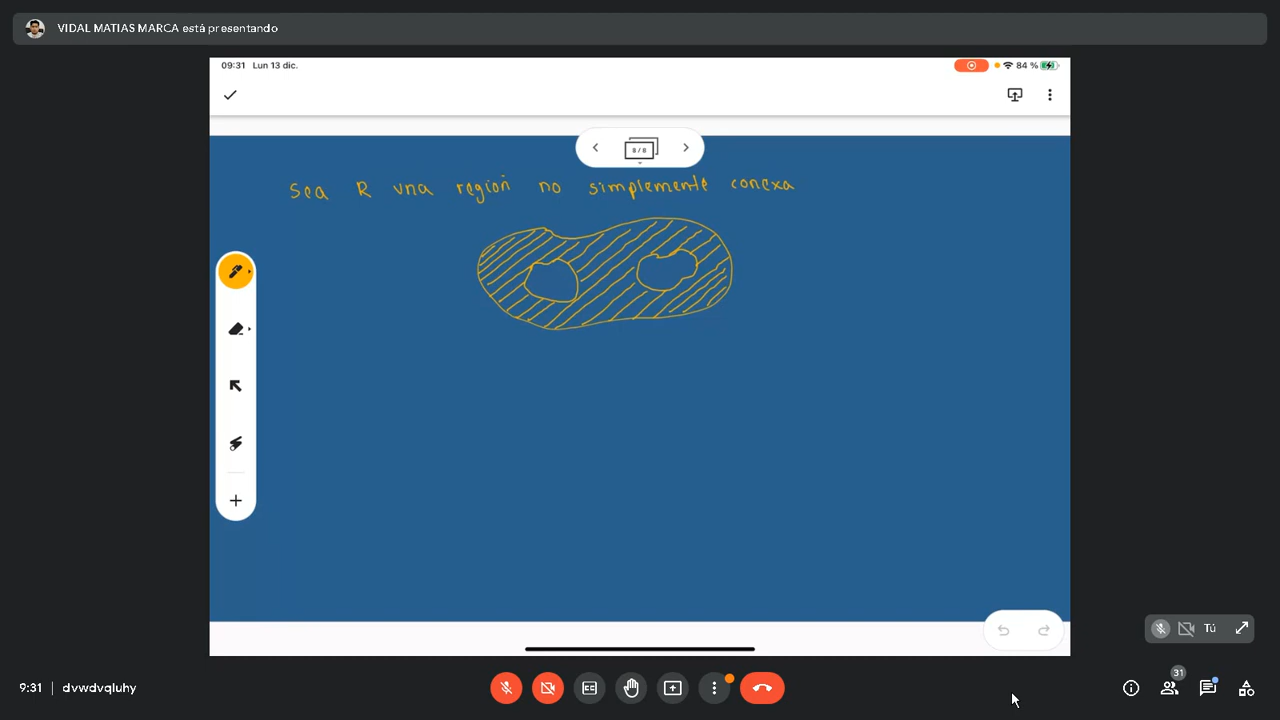 VIDAL MATIAS MARCA está presentando
09:31 Lun 13 dic.
84 %
8/8
Sea R una región no simplemente conexa
Tú
31
9:31 | dvwdvqluhy